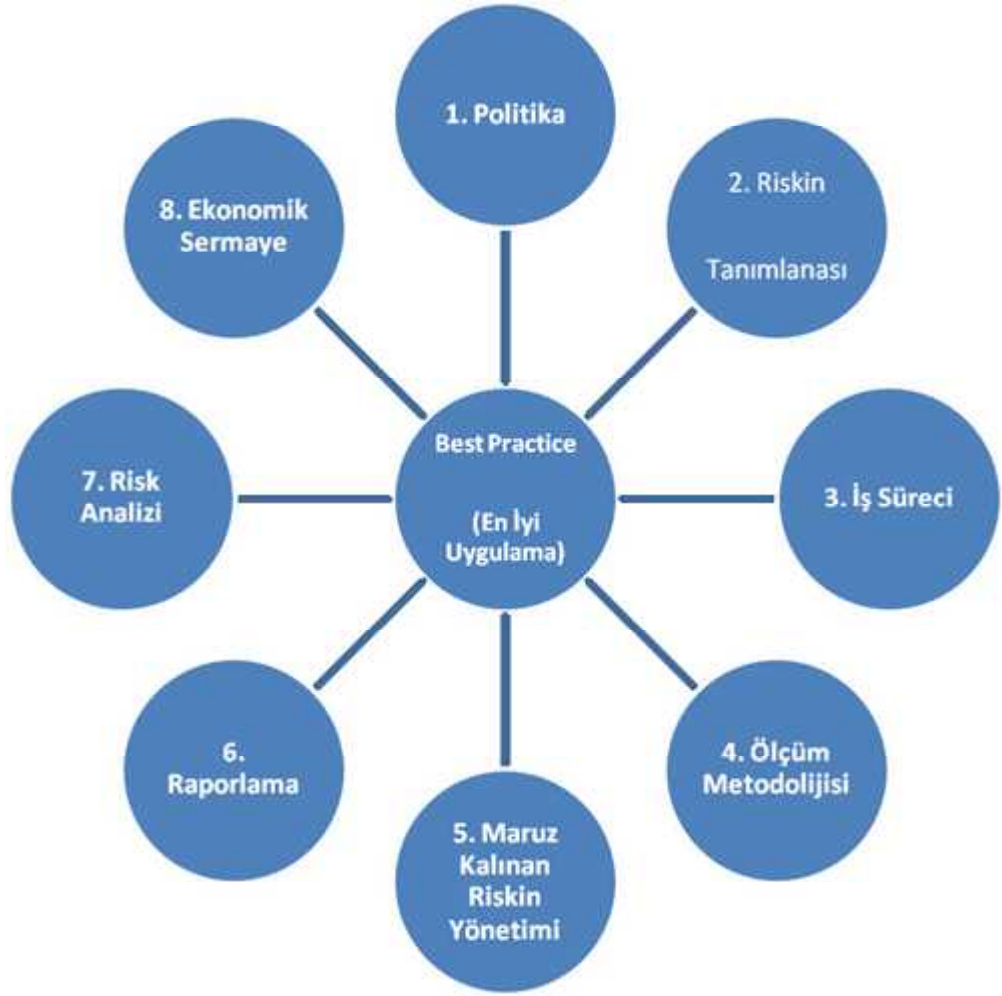 1. Politika
2. Riskin
Tanımlanası
3. İş Süreci
4. Ölçüm
Metodolijisi
5. Maruz
Kalınan
Riskin
Yönetimi
6.
Raporlama
7. Risk
Analizi
8. Ekonomik
Sermaye
Best Practice
(En İyi
Uygulama)